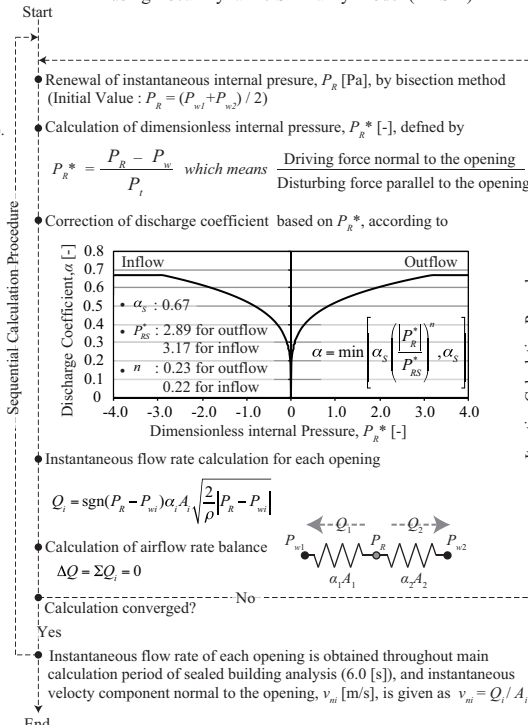 Start
Renewal of instantaneous internal presure, P_R [Pa], by bisection method
(Initial Value : P_R = (P_w1+P_w2) / 2)
Calculation of dimensionless internal pressure, P_R* [-], defned by
P_R* = (P_R − P_w) / P_t which means Driving force normal to the opening / Disturbing force parallel to the opening
Correction of discharge coefficient based on P_R*, according to
Discharge Coefficient,α [-]
0.8
0.7
0.6
0.5
0.4
0.3
0.2
0.1
0
Inflow
Outflow
• α_S : 0.67
• P*_RS : 2.89 for outflow
3.17 for inflow
• n : 0.23 for outflow
0.22 for inflow
α = min[α_S(|P*_R|/P*_RS)^n, α_S]
-4.0 -3.0 -2.0 -1.0 0 1.0 2.0 3.0 4.0
Dimensionless internal Pressure, P_R* [-]
Instantaneous flow rate calculation for each opening
Q_i = sgn(P_R − P_wi)α_i A_i √(2/ρ |P_R − P_wi|)
Calculation of airflow rate balance
ΔQ = ΣQ_i = 0
Q_1 Q_2
P_w1 P_R P_w2
α_1A_1 α_2A_2
No
Calculation converged?
Yes
Instantaneous flow rate of each opening is obtained throughout main
calculation period of sealed building analysis (6.0 [s]), and instantaneous
velocty component normal to the opening, v_ni [m/s], is given as v_ni = Q_i / A_i
End
Sequential Calculation Procedure